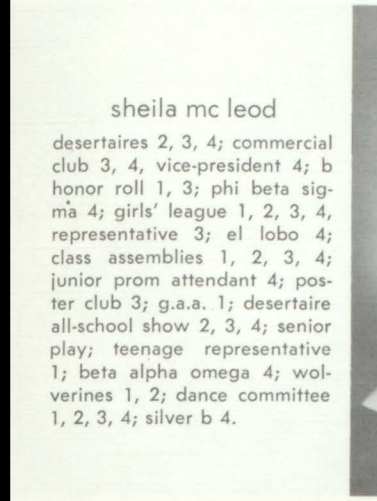 sheila mc leod
desertaires 2, 3, 4; commercial
club 3, 4, vice-president 4; b
honor roll 1, 3; phi beta sig-
ma 4; girls' league 1, 2, 3, 4,
representative 3; el lobo 4;
class assemblies 1, 2, 3, 4;
junior prom attendant 4; pos-
ter club 3; g.a.a. 1; desertaire
all-school show 2, 3, 4; senior
play; teenage representative
1; beta alpha omega 4; wol-
verines 1, 2; dance committee
1, 2, 3, 4; silver b 4.